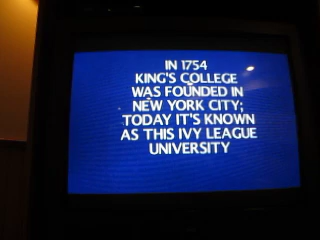 IN 1754
KING'S COLLEGE
WAS FOUNDED IN
NEW YORK CITY;
TODAY IT'S KNOWN
AS THIS IVY LEAGUE
UNIVERSITY